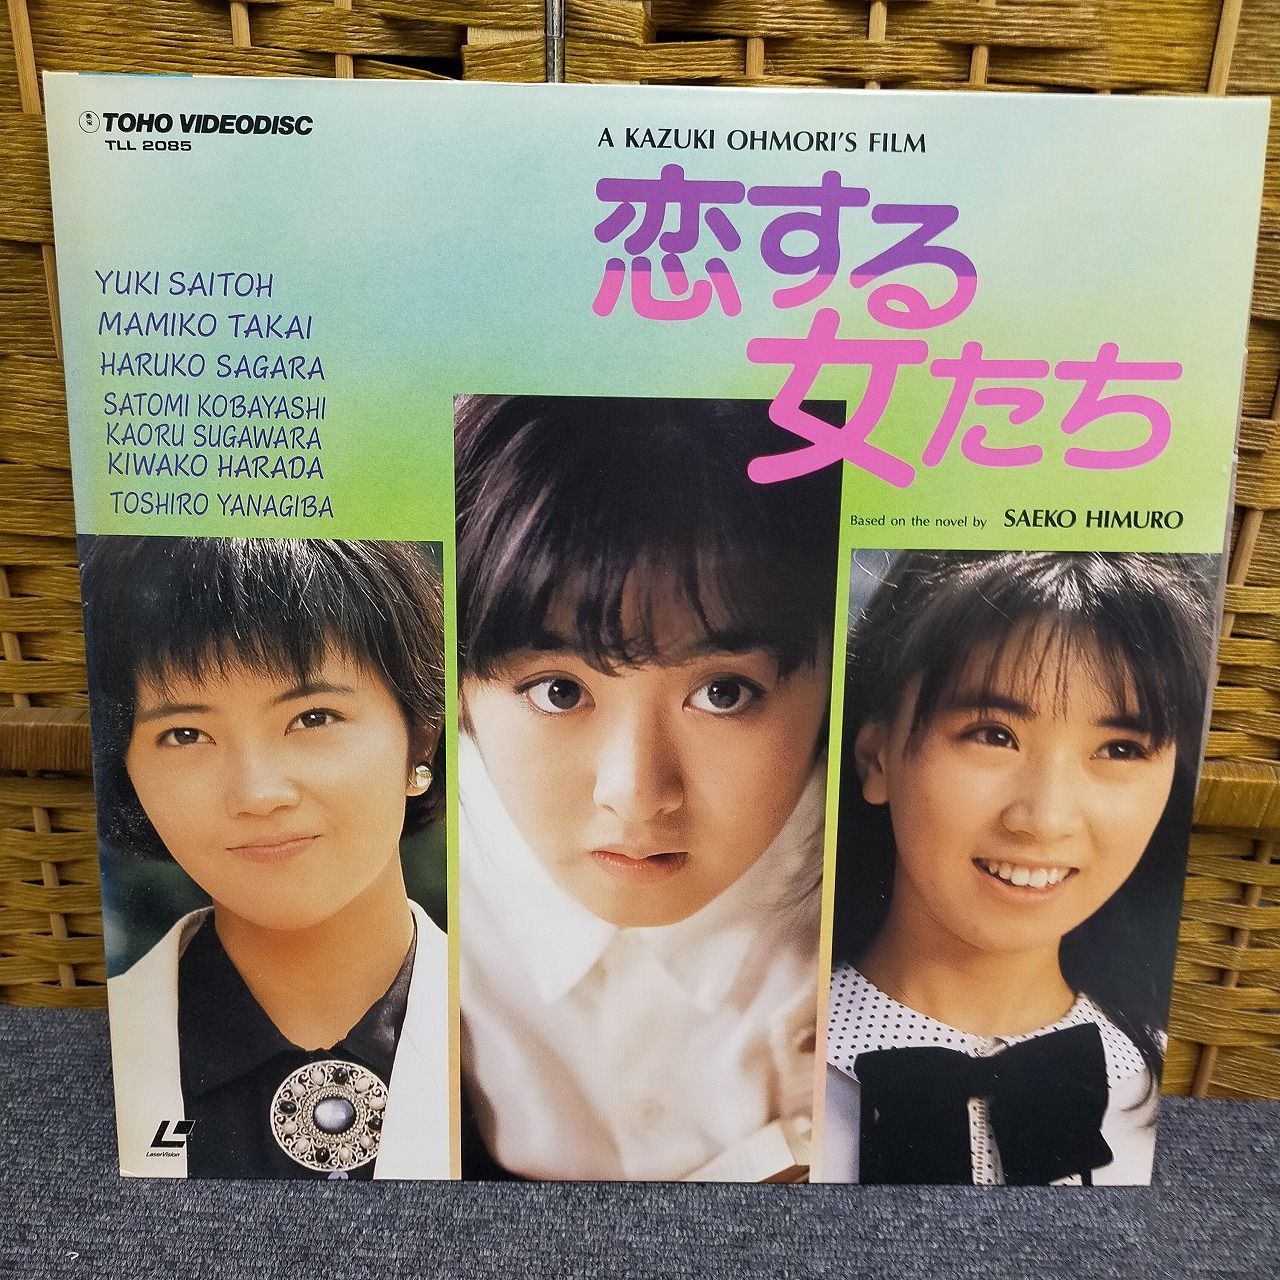 TOHO VIDEODISC
TLL 2085
A KAZUKI OHMORI'S FILM
恋する
女たち
YUKI SAITOH
MAMIKO TAKAI
HARUKO SAGARA
SATOMI KOBAYASHI
KAORU SUGAWARA
KIWAKO HARADA
TOSHIRO YANAGIBA
Based on the novel by SAEKO HIMURO
LaserVision